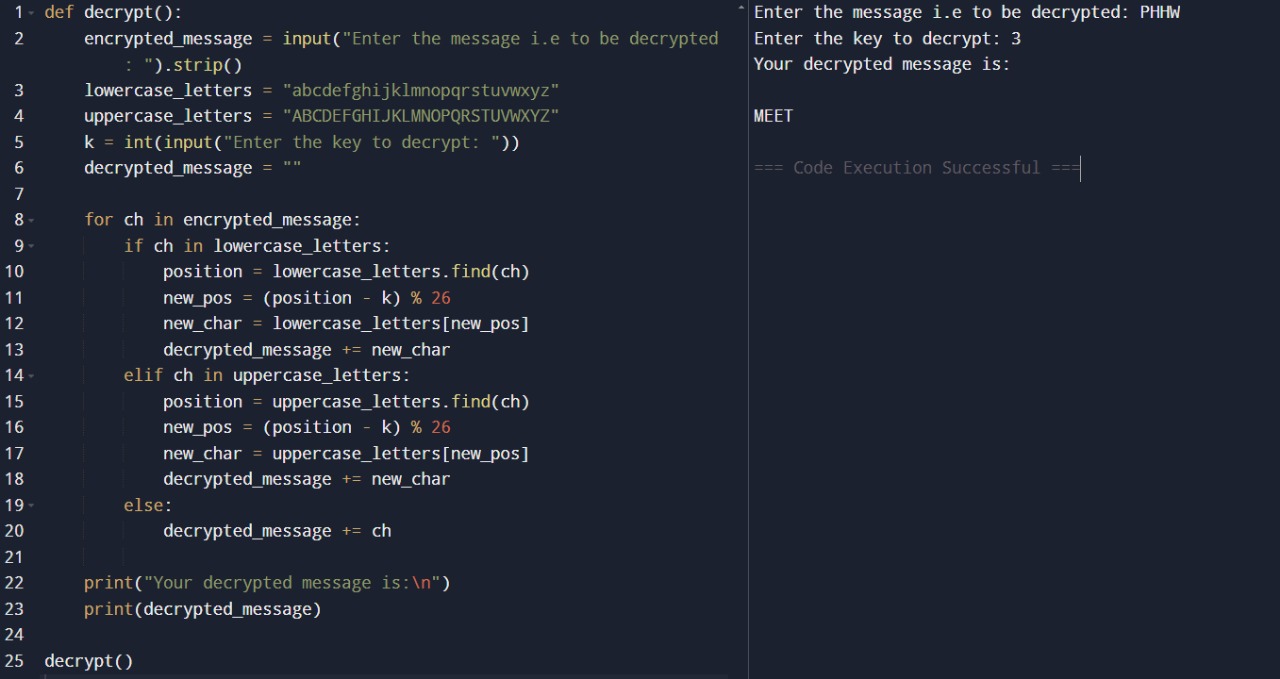 1 def decrypt():
2     encrypted_message = input("Enter the message i.e to be decrypted
        : ").strip()
3     lowercase_letters = "abcdefghijklmnopqrstuvwxyz"
4     uppercase_letters = "ABCDEFGHIJKLMNOPQRSTUVWXYZ"
5     k = int(input("Enter the key to decrypt: "))
6     decrypted_message = ""
7
8     for ch in encrypted_message:
9         if ch in lowercase_letters:
10             position = lowercase_letters.find(ch)
11             new_pos = (position - k) % 26
12             new_char = lowercase_letters[new_pos]
13             decrypted_message += new_char
14         elif ch in uppercase_letters:
15             position = uppercase_letters.find(ch)
16             new_pos = (position - k) % 26
17             new_char = uppercase_letters[new_pos]
18             decrypted_message += new_char
19         else:
20             decrypted_message += ch
21
22     print("Your decrypted message is:\n")
23     print(decrypted_message)
24
25 decrypt()
Enter the message i.e to be decrypted: PHHW
Enter the key to decrypt: 3
Your decrypted message is:
MEET
=== Code Execution Successful ===